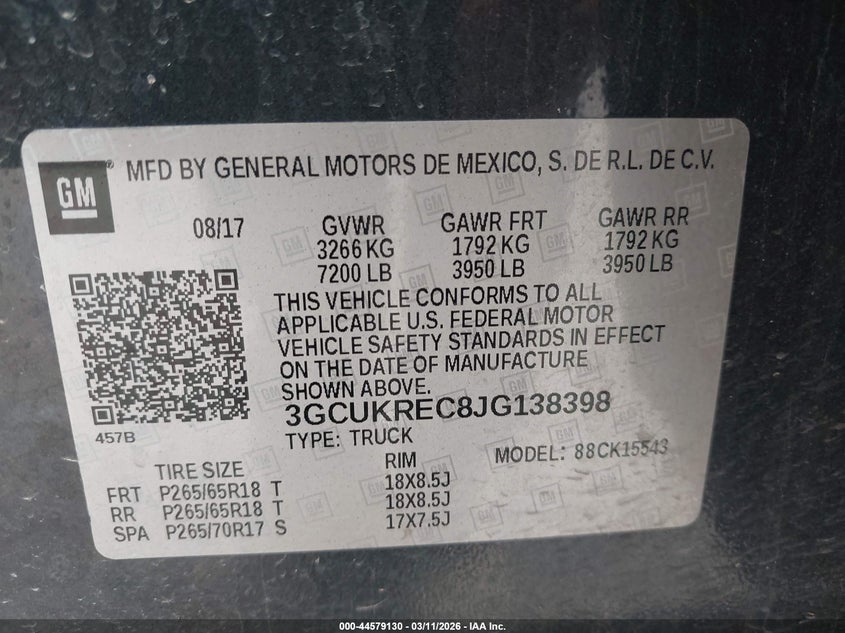 GM
MFD BY GENERAL MOTORS DE MEXICO, S. DE R.L. DE C.V.
08/17
GVWR
3266 KG
7200 LB
GAWR FRT
1792 KG
3950 LB
GAWR RR
1792 KG
3950 LB
THIS VEHICLE CONFORMS TO ALL
APPLICABLE U.S. FEDERAL MOTOR
VEHICLE SAFETY STANDARDS IN EFFECT
ON THE DATE OF MANUFACTURE
SHOWN ABOVE.
3GCUKREC8JG138398
457B
TYPE: TRUCK
MODEL: 88CK15543
TIRE SIZE
RIM
FRT P265/65R18 T 18X8.5J
RR P265/65R18 T 18X8.5J
SPA P265/70R17 S 17X7.5J
000-44579130 - 03/11/2026 - IAA Inc.